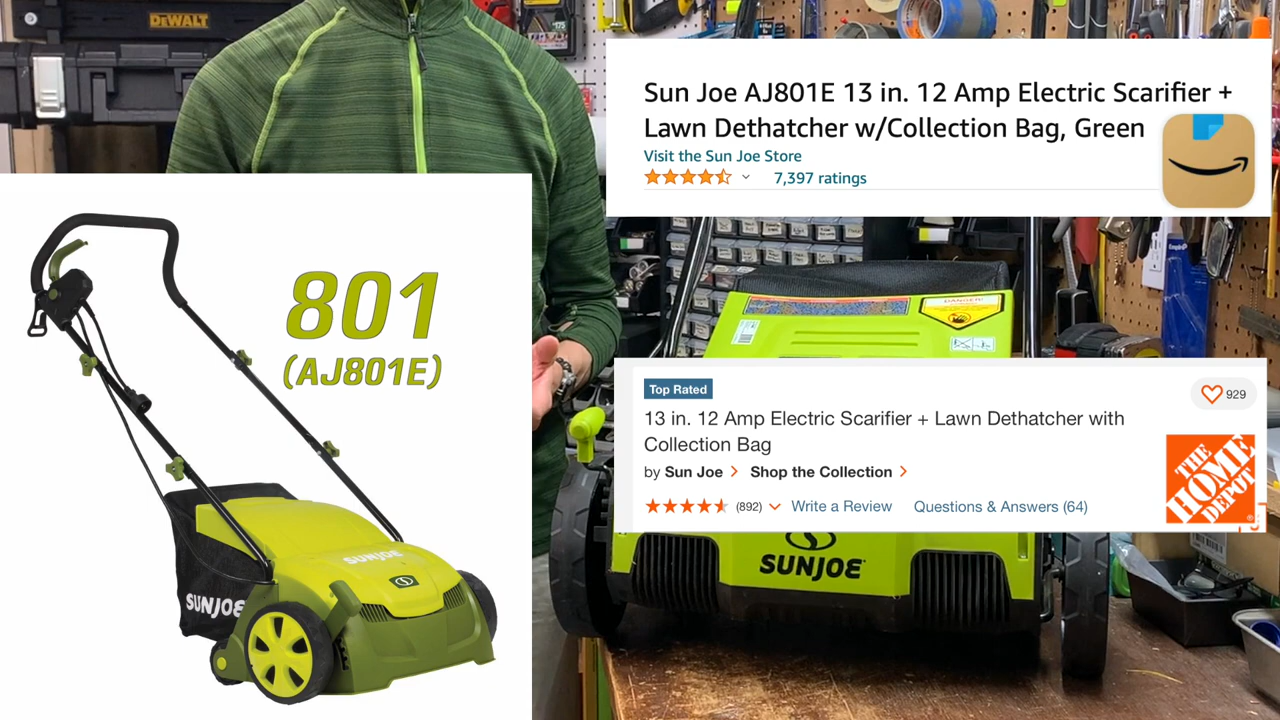 DEWALT
Sun Joe AJ801E 13 in. 12 Amp Electric Scarifier +
Lawn Dethatcher w/Collection Bag, Green
Visit the Sun Joe Store
7,397 ratings
801
(AJ801E)
DANGER!
Top Rated
929
13 in. 12 Amp Electric Scarifier + Lawn Dethatcher with
Collection Bag
by Sun Joe > Shop the Collection >
(892) Write a Review Questions & Answers (64)
THE HOME DEPOT
SUNJOE
SUNJOE
SUNJOE